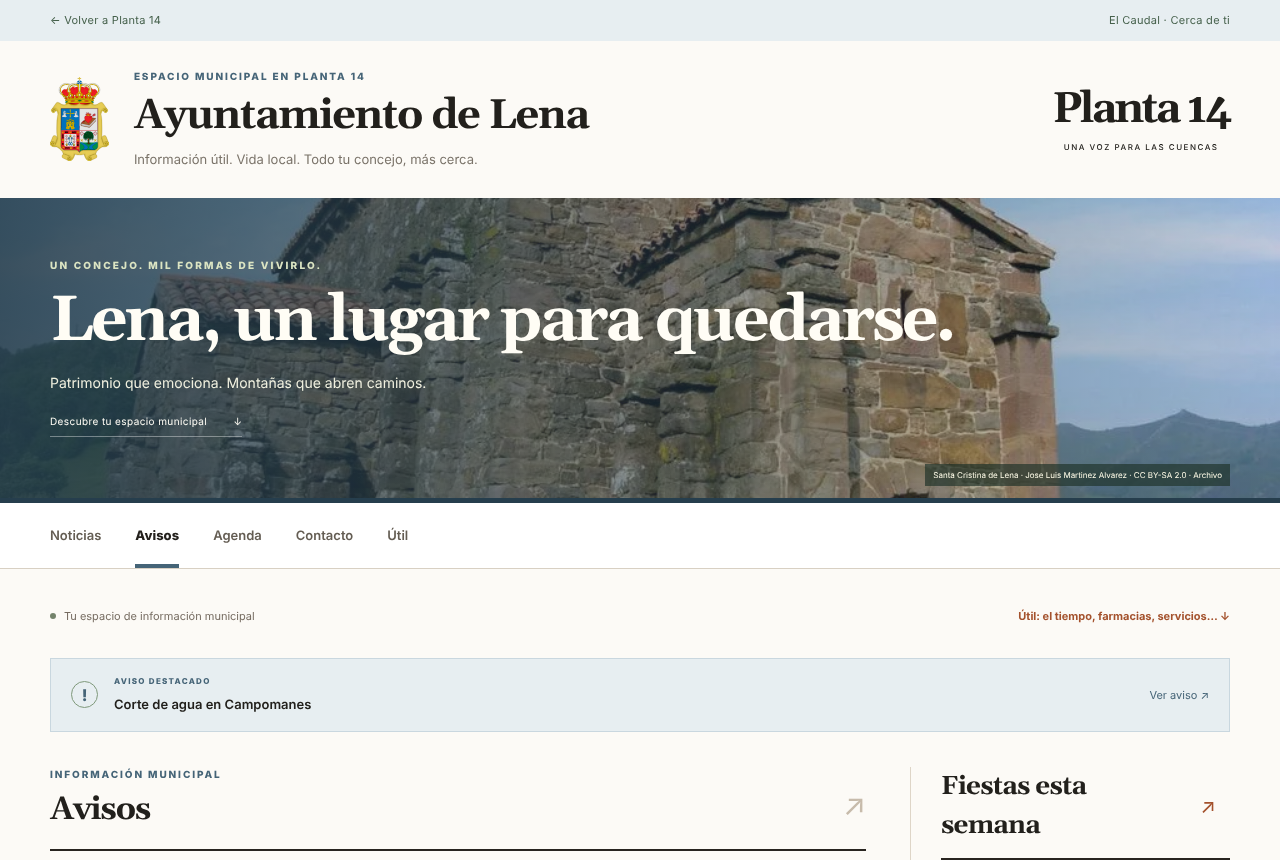 ← Volver a Planta 14
El Caudal · Cerca de ti
ESPACIO MUNICIPAL EN PLANTA 14
Ayuntamiento de Lena
Información útil. Vida local. Todo tu concejo, más cerca.
Planta 14
UNA VOZ PARA LAS CUENCAS
UN CONCEJO. MIL FORMAS DE VIVIRLO.
Lena, un lugar para quedarse.
Patrimonio que emociona. Montañas que abren caminos.
Descubre tu espacio municipal ↓
Santa Cristina de Lena · Jose Luis Martinez Alvarez · CC BY-SA 2.0 · Archivo
Noticias Avisos Agenda Contacto Útil
Tu espacio de información municipal
Útil: el tiempo, farmacias, servicios... ↓
!
AVISO DESTACADO
Corte de agua en Campomanes
Ver aviso ↗
INFORMACIÓN MUNICIPAL
Avisos ↗
Fiestas esta
semana ↗